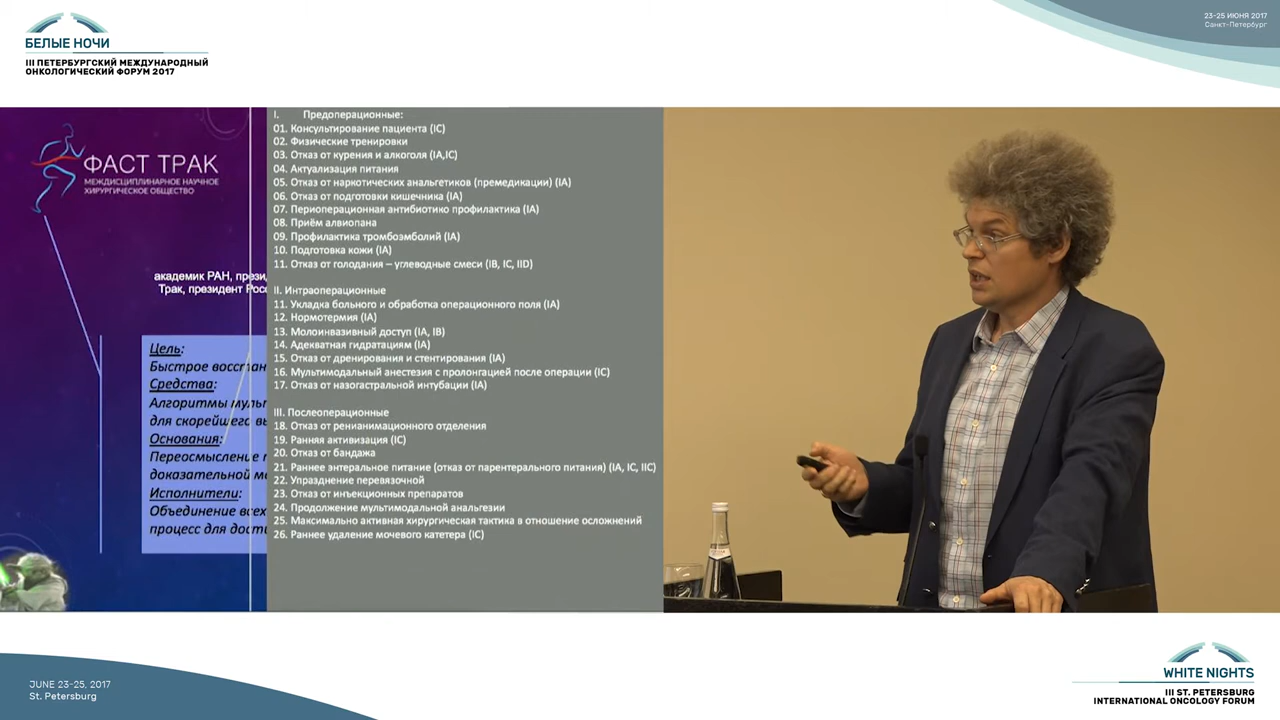 БЕЛЫЕ НОЧИ
III ПЕТЕРБУРГСКИЙ МЕЖДУНАРОДНЫЙ
ОНКОЛОГИЧЕСКИЙ ФОРУМ 2017
23-25 ИЮНЯ 2017
Санкт-Петербург
ФАСТ ТРАК
МЕЖДИСЦИПЛИНАРНОЕ НАУЧНОЕ
ХИРУРГИЧЕСКОЕ ОБЩЕСТВО
академик РАН,
Трак, президент
Цель:
Быстрое
Средства:
Алгоритмы
для скорейшего
Основания:
Переосмысление
доказательной
Исполнители:
Объединение всех
процесс для
I. Предоперационные:
01. Консультирование пациента (IC)
02. Физические тренировки
03. Отказ от курения и алкоголя (IA,IC)
04. Актуализация питания
05. Отказ от наркотических анальгетиков (премедикации) (IA)
06. Отказ от подготовки кишечника (IA)
07. Периоперационная антибиотико профилактика (IA)
08. Приём алвиопана
09. Профилактика тромбоэмболий (IA)
10. Подготовка кожи (IA)
11. Отказ от голодания – углеводные смеси (IB, IC, IID)
II. Интраоперационные
11. Укладка больного и обработка операционного поля (IA)
12. Нормотермия (IA)
13. Молоинвазивный доступ (IA, IB)
14. Адекватная гидратациям (IA)
15. Отказ от дренирования и стентирования (IA)
16. Мультимодальная анестезия с пролонгацией после операции (IC)
17. Отказ от назогастральной интубации (IA)
III. Послеоперационные
18. Отказ от ренианимационного отделения
19. Ранняя активизация (IC)
20. Отказ от бандажа
21. Раннее энтеральное питание (отказ от парентерального питания) (IA, IC, IIC)
22. Упразднение перевязочной
23. Отказ от инъекционных препаратов
24. Продолжение мультимодальной анальгезии
25. Максимально активная хирургическая тактика в отношение осложнений
26. Раннее удаление мочевого катетера (IC)
JUNE 23-25, 2017
St. Petersburg
WHITE NIGHTS
III ST. PETERSBURG
INTERNATIONAL ONCOLOGY FORUM